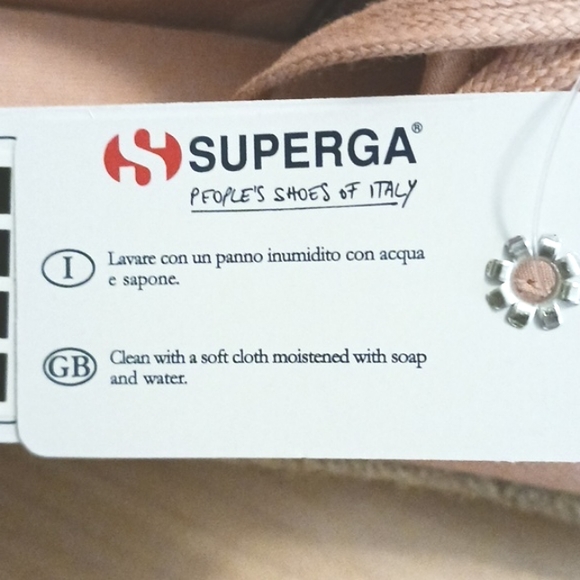 SUPERGA®
PEOPLE'S SHOES OF ITALY
I
Lavare con un panno inumidito con acqua
e sapone.
GB
Clean with a soft cloth moistened with soap
and water.